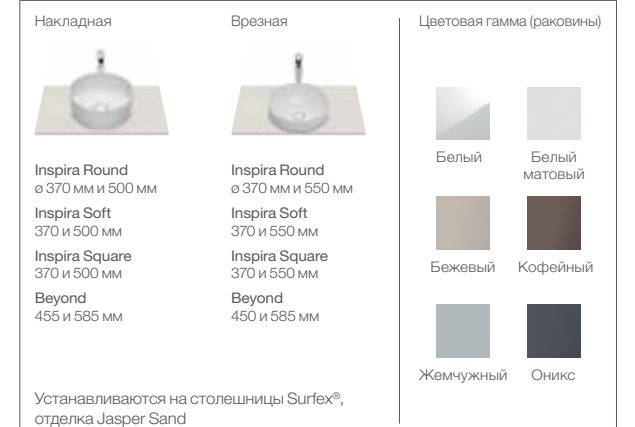 Накладная
Inspira Round
ø 370 мм и 500 мм
Inspira Soft
370 и 500 мм
Inspira Square
370 и 500 мм
Beyond
455 и 585 мм
Врезная
Inspira Round
ø 370 мм и 550 мм
Inspira Soft
370 и 550 мм
Inspira Square
370 и 550 мм
Beyond
450 и 585 мм
Устанавливаются на столешницы Surfex®,
отделка Jasper Sand
Цветовая гамма (раковины)
Белый
Белый
матовый
Бежевый
Кофейный
Жемчужный
Оникс